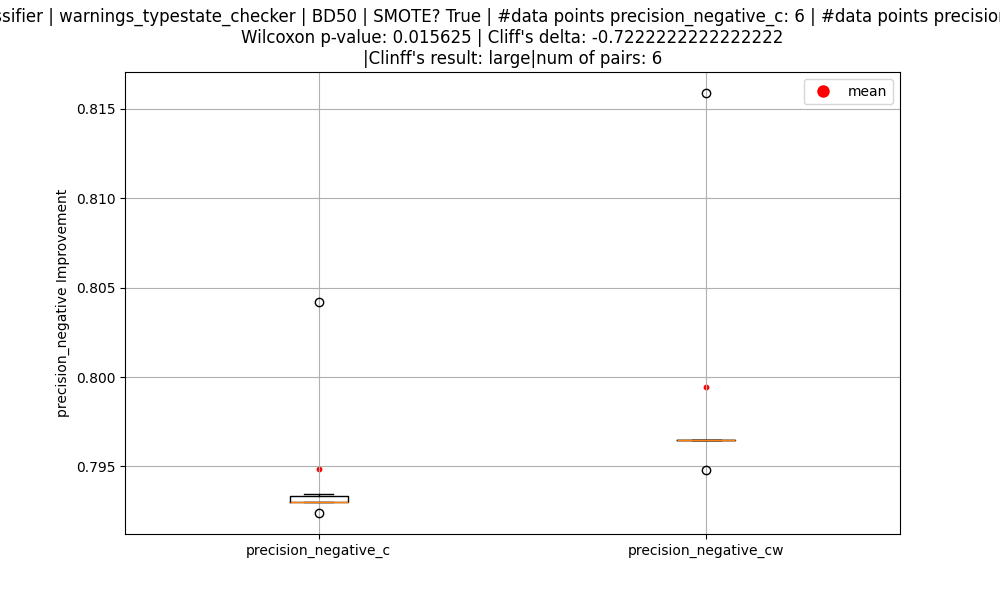 ssifier | warnings_typestate_checker | BD50 | SMOTE? True | #data points precision_negative_c: 6 | #data points precision
Wilcoxon p-value: 0.015625 | Cliff's delta: -0.7222222222222222
|Clinff's result: large|num of pairs: 6
mean
0.815
0.810
0.805
0.800
0.795
precision_negative Improvement
precision_negative_c
precision_negative_cw